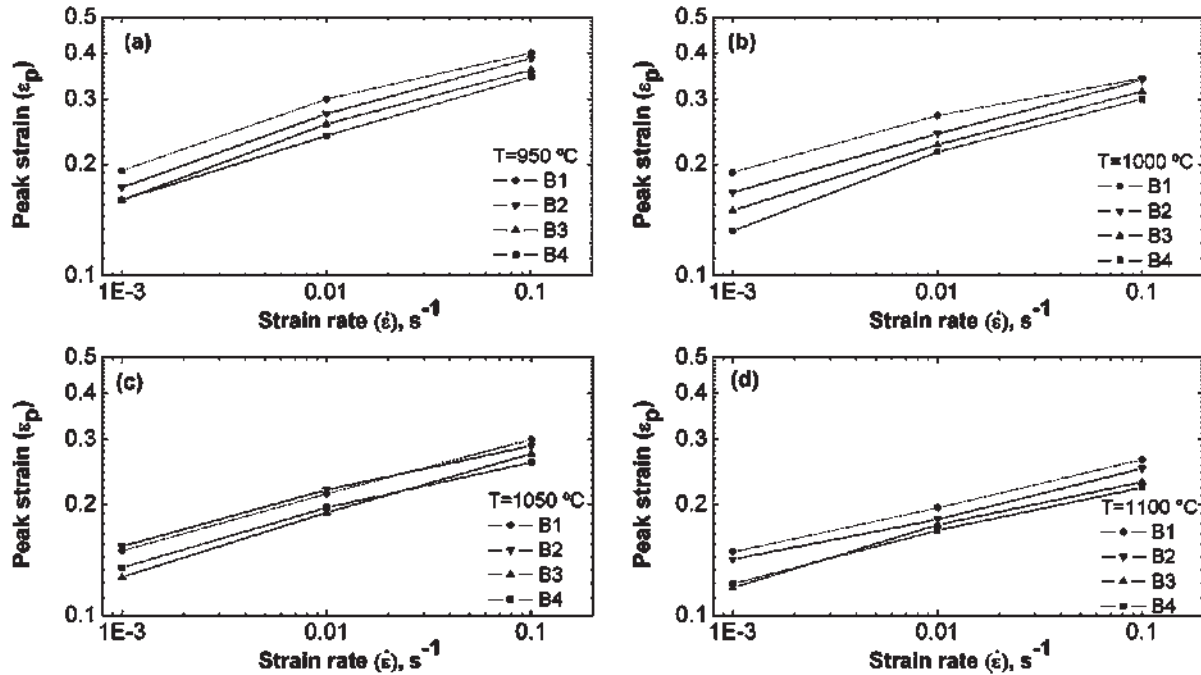 (a)
0.5
0.4
0.3
0.2
0.1
Peak strain (εp)
T=950 ºC
B1
B2
B3
B4
1E-3 0.01 0.1
Strain rate (ε̇), s⁻¹
(b)
0.5
0.4
0.3
0.2
0.1
Peak strain (εp)
T=1000 ºC
B1
B2
B3
B4
1E-3 0.01 0.1
Strain rate (ε̇), s⁻¹
(c)
0.5
0.4
0.3
0.2
0.1
Peak strain (εp)
T=1050 ºC
B1
B2
B3
B4
1E-3 0.01 0.1
Strain rate (ε̇), s⁻¹
(d)
0.5
0.4
0.3
0.2
0.1
Peak strain (εp)
T=1100 ºC
B1
B2
B3
B4
1E-3 0.01 0.1
Strain rate (ε̇), s⁻¹